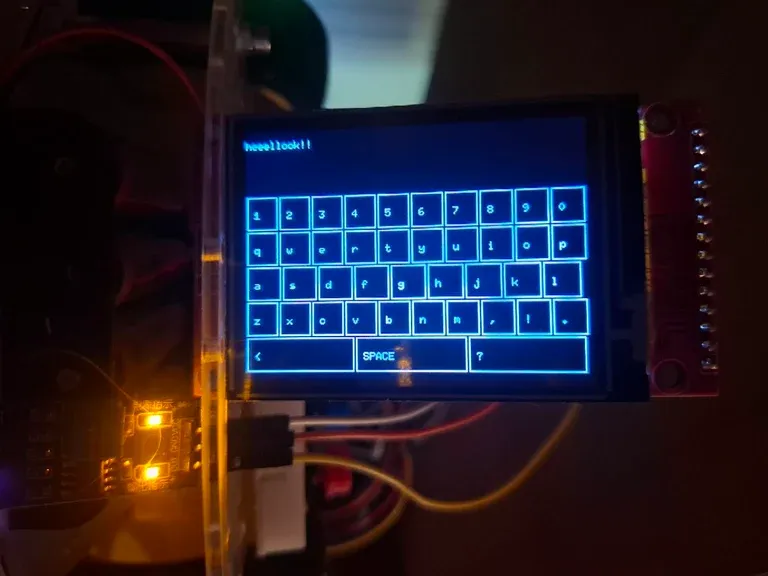 heeellook!!
1 2 3 4 5 6 7 8 9 0
q w e r t y u i o p
a s d f g h j k l
z x c v b n m , ! .
< SPACE ?